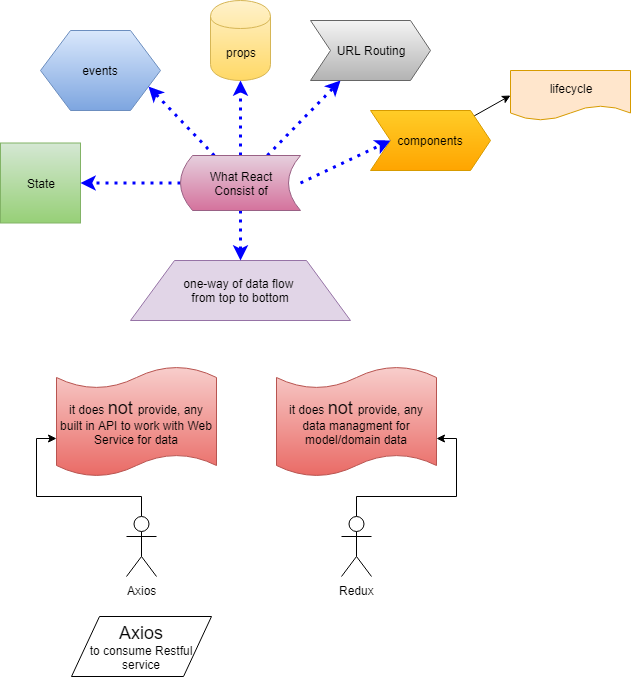 props
URL Routing
events
lifecycle
components
What React
Consist of
State
one-way of data flow
from top to bottom
it does not provide, any
built in API to work with Web
Service for data
it does not provide, any
data managment for
model/domain data
Axios
Redux
Axios
to consume Restful
service